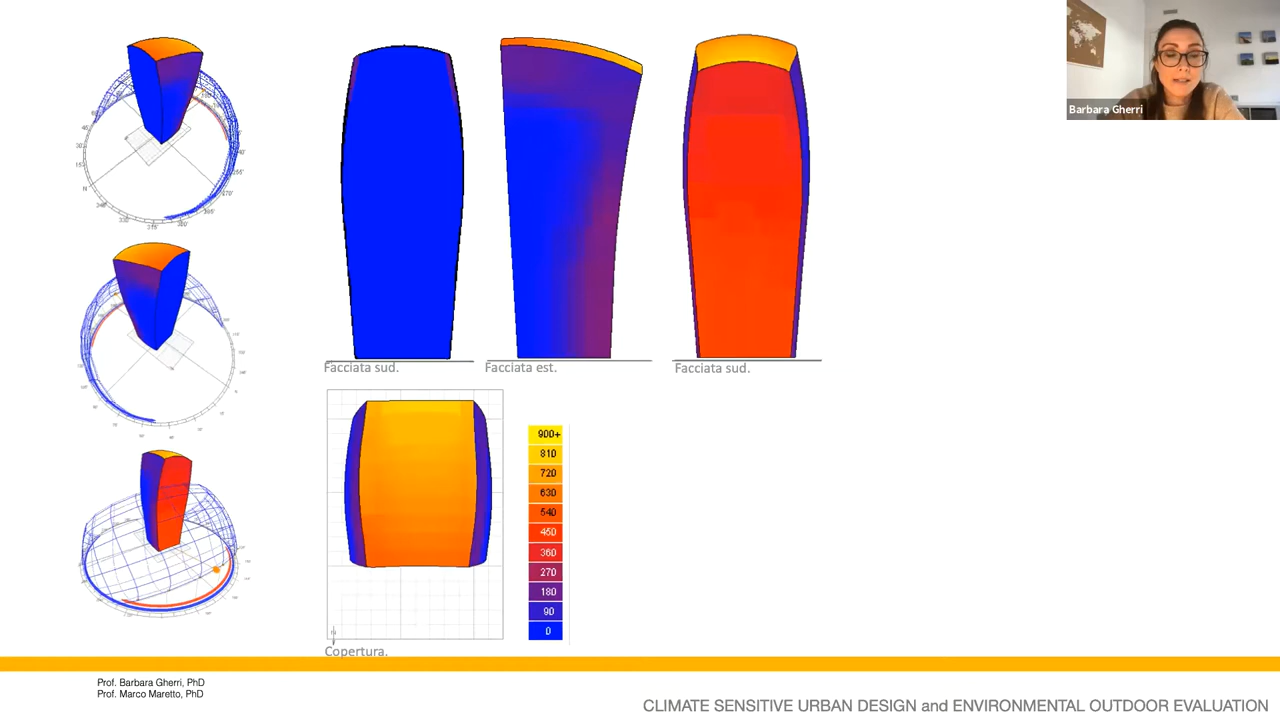 Barbara Gherri
Facciata sud.
Facciata est.
Facciata sud.
900+
810
720
630
540
450
360
270
180
90
0
N
Copertura.
Prof. Barbara Gherri, PhD
Prof. Marco Maretto, PhD
CLIMATE SENSITIVE URBAN DESIGN and ENVIRONMENTAL OUTDOOR EVALUATION